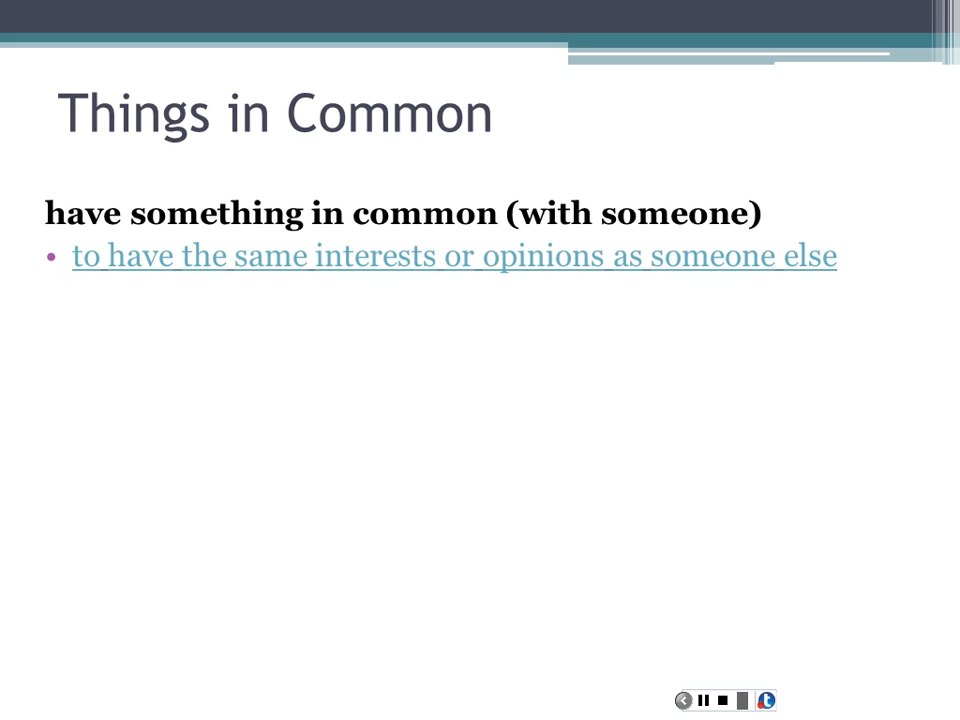 Things in Common
have something in common (with someone)
• to have the same interests or opinions as someone else